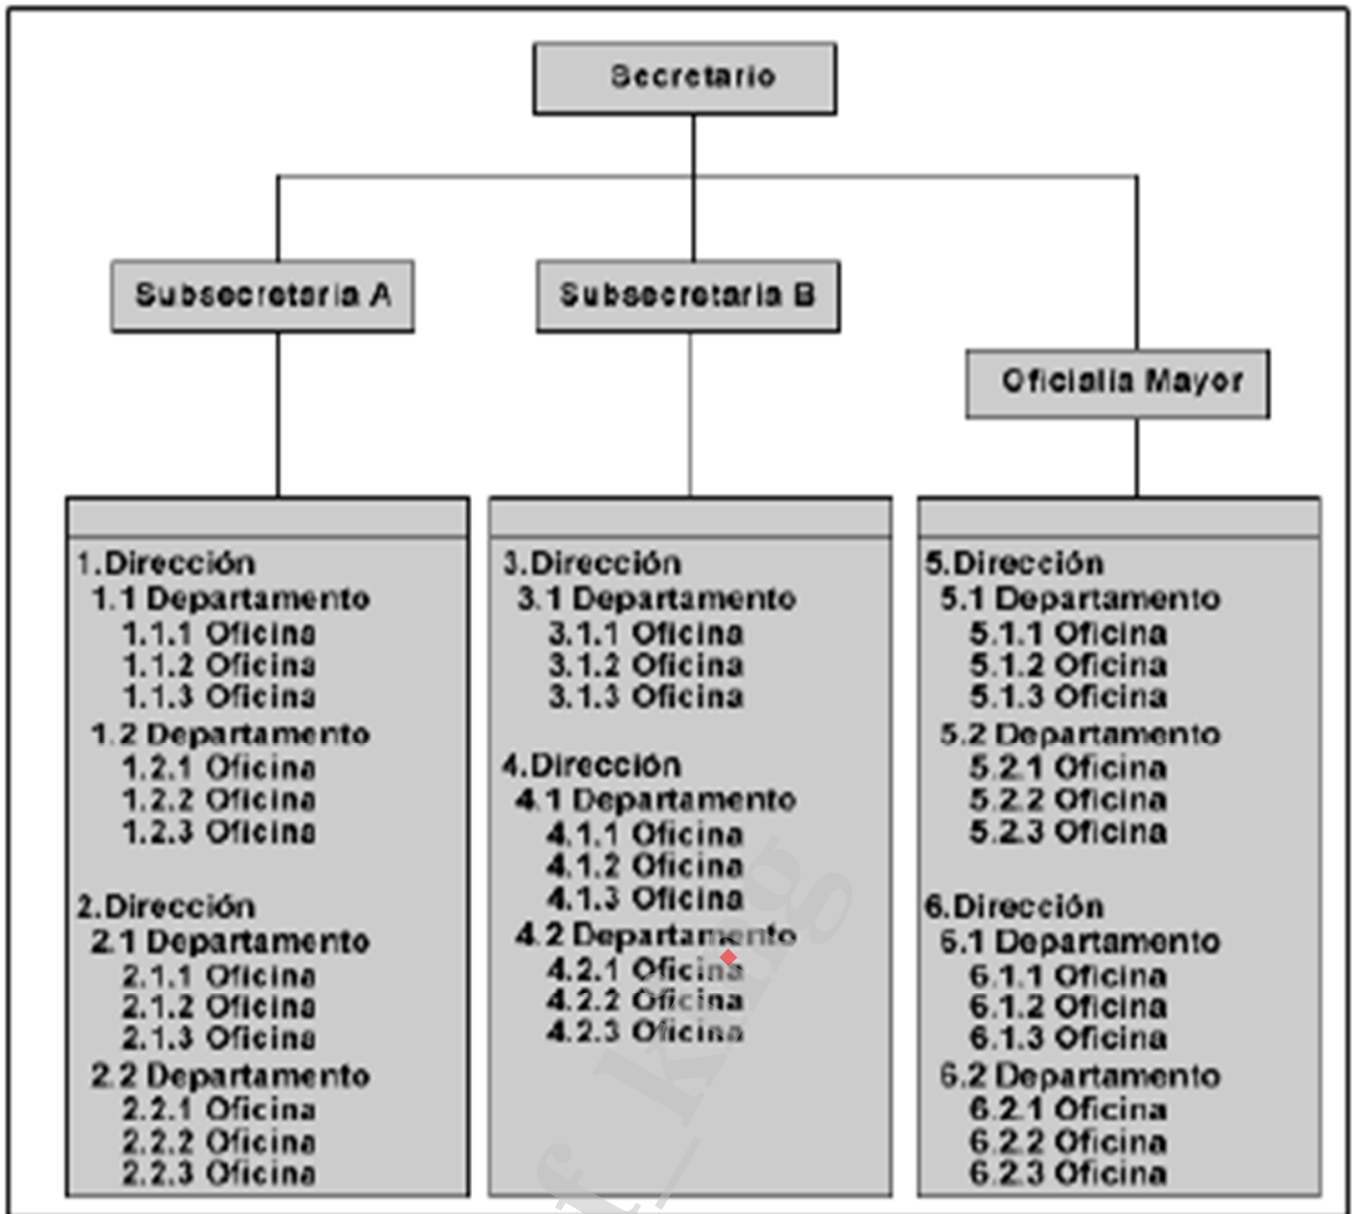 Secretario
Subsecretaria A
Subsecretaria B
Oficialia Mayor
1.Dirección
1.1 Departamento
1.1.1 Oficina
1.1.2 Oficina
1.1.3 Oficina
1.2 Departamento
1.2.1 Oficina
1.2.2 Oficina
1.2.3 Oficina
2.Dirección
2.1 Departamento
2.1.1 Oficina
2.1.2 Oficina
2.1.3 Oficina
2.2 Departamento
2.2.1 Oficina
2.2.2 Oficina
2.2.3 Oficina
3.Dirección
3.1 Departamento
3.1.1 Oficina
3.1.2 Oficina
3.1.3 Oficina
4.Dirección
4.1 Departamento
4.1.1 Oficina
4.1.2 Oficina
4.1.3 Oficina
4.2 Departamento
4.2.1 Oficina
4.2.2 Oficina
4.2.3 Oficina
5.Dirección
5.1 Departamento
5.1.1 Oficina
5.1.2 Oficina
5.1.3 Oficina
5.2 Departamento
5.2.1 Oficina
5.2.2 Oficina
5.2.3 Oficina
6.Dirección
6.1 Departamento
6.1.1 Oficina
6.1.2 Oficina
6.1.3 Oficina
6.2 Departamento
6.2.1 Oficina
6.2.2 Oficina
6.2.3 Oficina